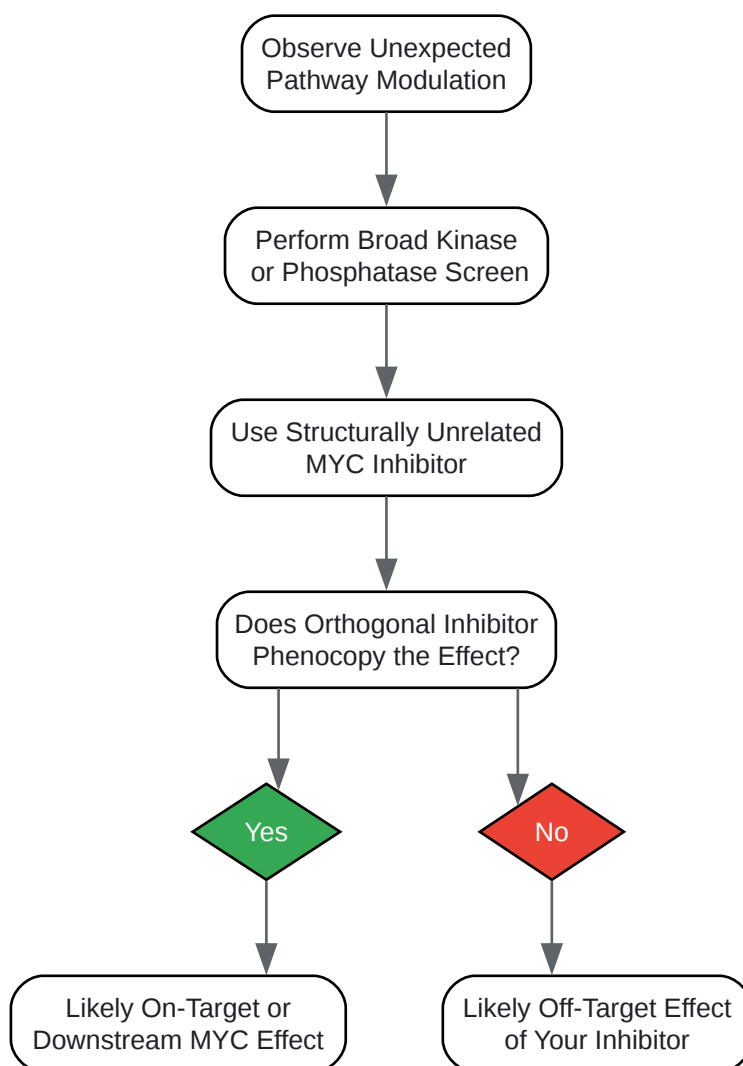 Observe Unexpected
Pathway Modulation
Perform Broad Kinase
or Phosphatase Screen
Use Structurally Unrelated
MYC Inhibitor
Does Orthogonal Inhibitor
Phenocopy the Effect?
Yes
No
Likely On-Target or
Downstream MYC Effect
Likely Off-Target Effect
of Your Inhibitor